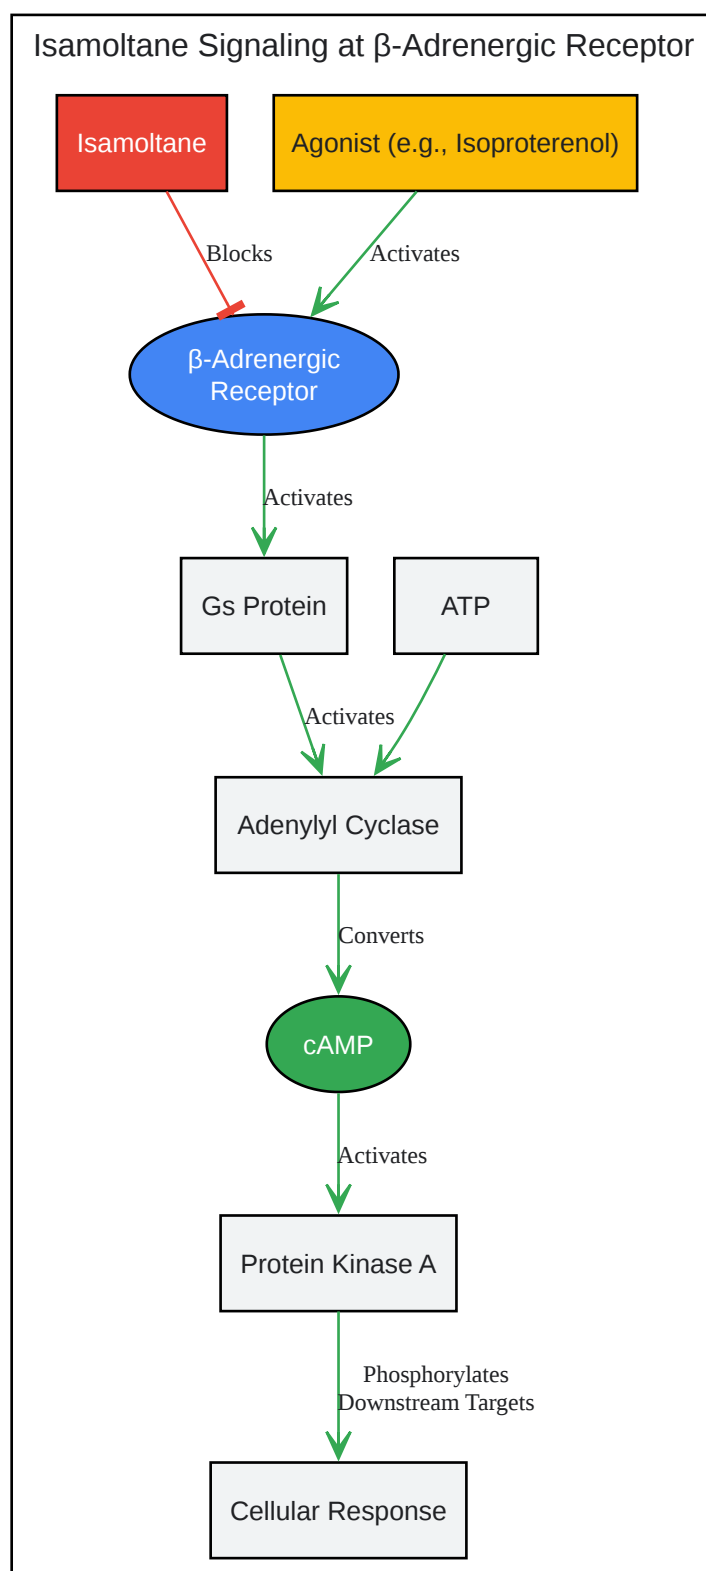 Isamoltane Signaling at β-Adrenergic Receptor
Isamoltane
Agonist (e.g., Isoproterenol)
Blocks
Activates
β-Adrenergic
Receptor
Activates
Gs Protein
ATP
Activates
Adenylyl Cyclase
Converts
cAMP
Activates
Protein Kinase A
Phosphorylates
Downstream Targets
Cellular Response